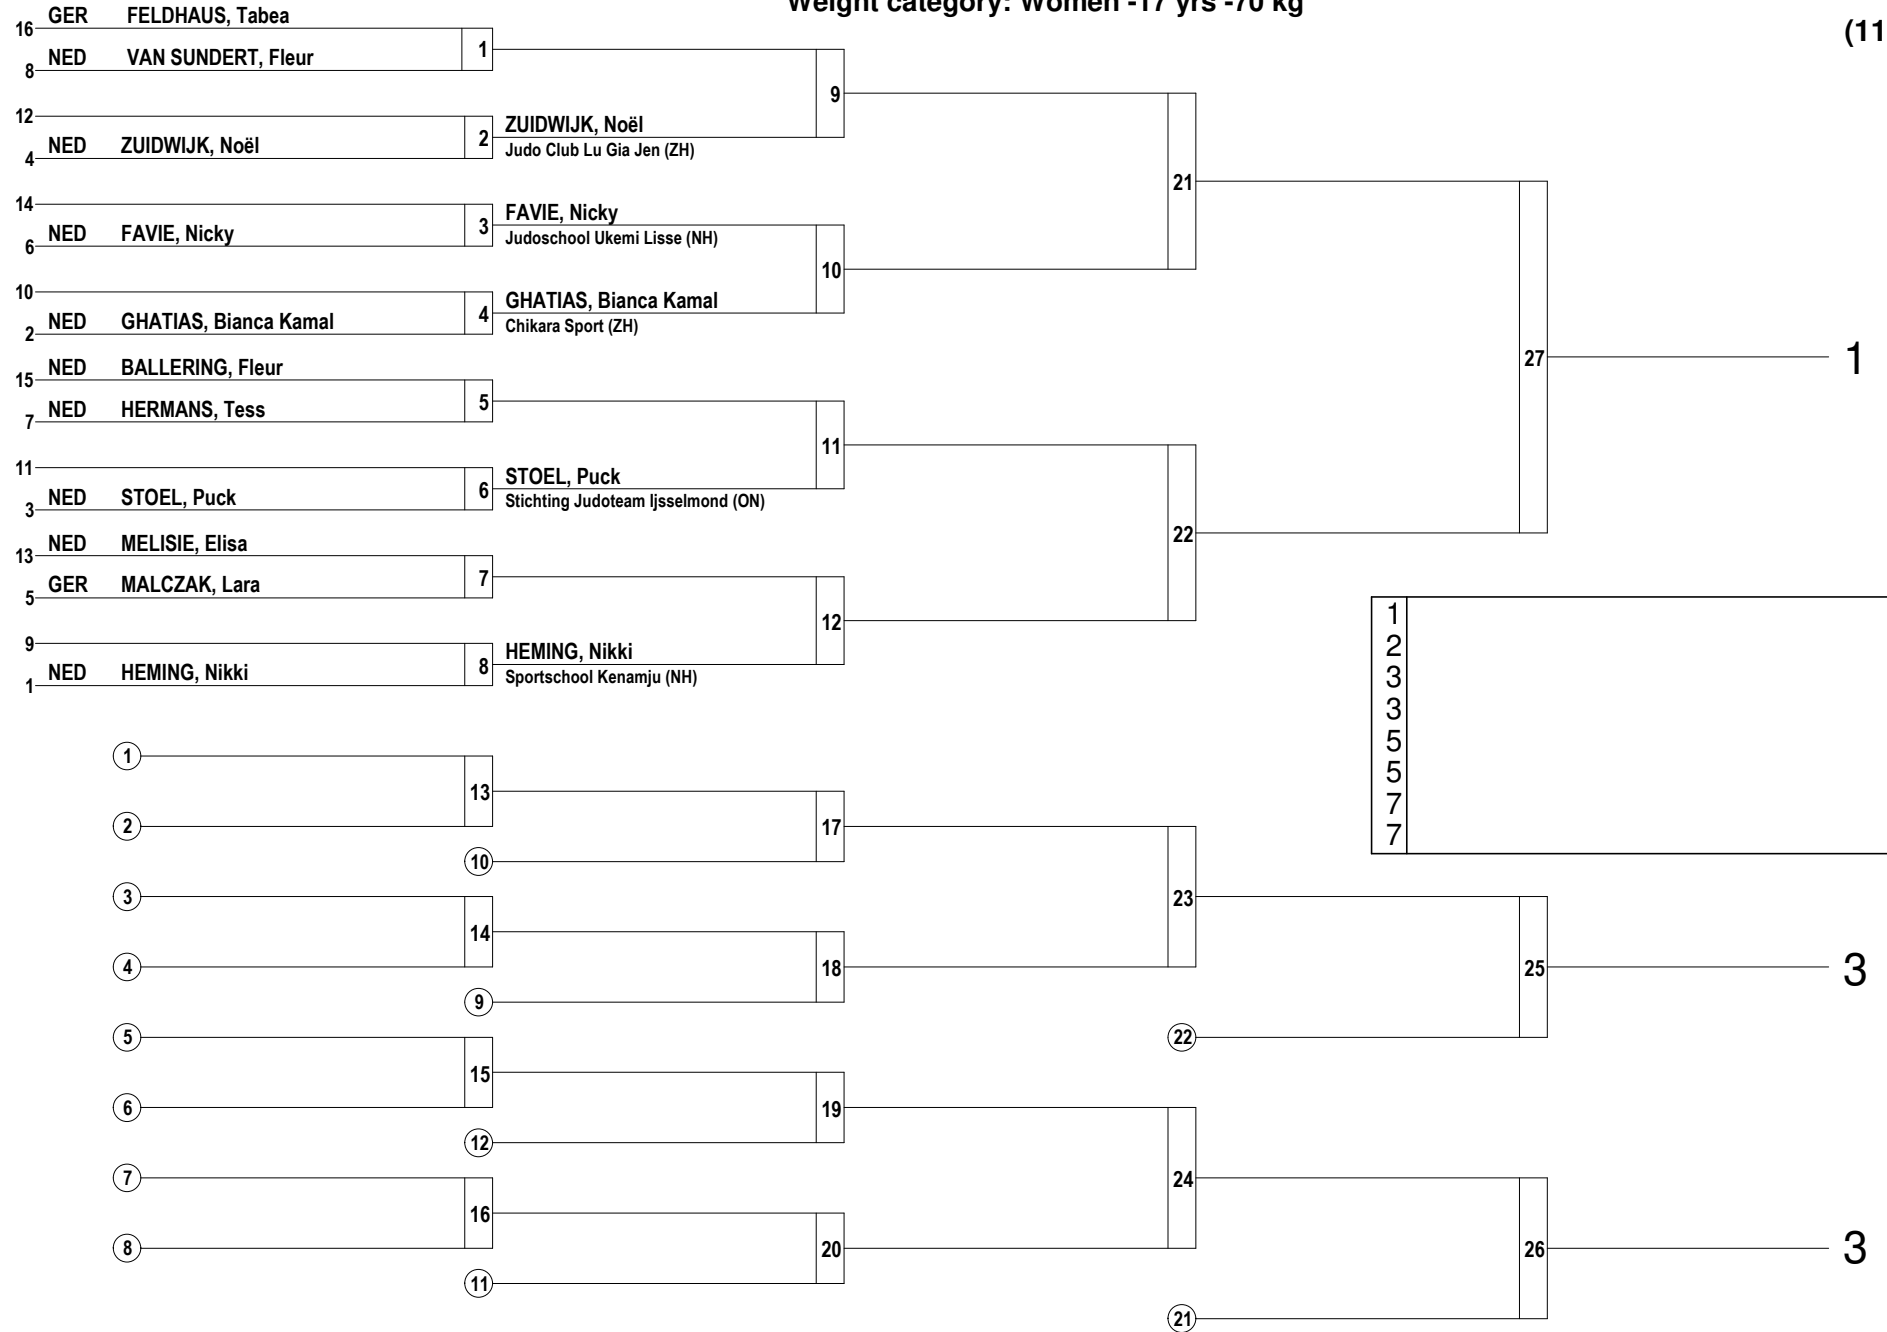 Weight category: Women -17 yrs -70 kg
(11
16 GER FELDHAUS, Tabea
1
8 NED VAN SUNDERT, Fleur
9
12
2 ZUIDWIJK, Noël
Judo Club Lu Gia Jen (ZH)
4 NED ZUIDWIJK, Noël
21
14
3 FAVIE, Nicky
Judoschool Ukemi Lisse (NH)
6 NED FAVIE, Nicky
10
10
4 GHATIAS, Bianca Kamal
Chikara Sport (ZH)
2 NED GHATIAS, Bianca Kamal
27 1
15 NED BALLERING, Fleur
5
7 NED HERMANS, Tess
11
11
6 STOEL, Puck
Stichting Judoteam Ijsselmond (ON)
3 NED STOEL, Puck
22
13 NED MELISIE, Elisa
7
5 GER MALCZAK, Lara
12
9
8 HEMING, Nikki
Sportschool Kenamju (NH)
1 NED HEMING, Nikki
1
2
3
3
5
5
7
7
1
13
2
17
10
3
23
14
4
18
25 3
9
5
22
15
6
19
12
7
24
16
8
20
26 3
11
21